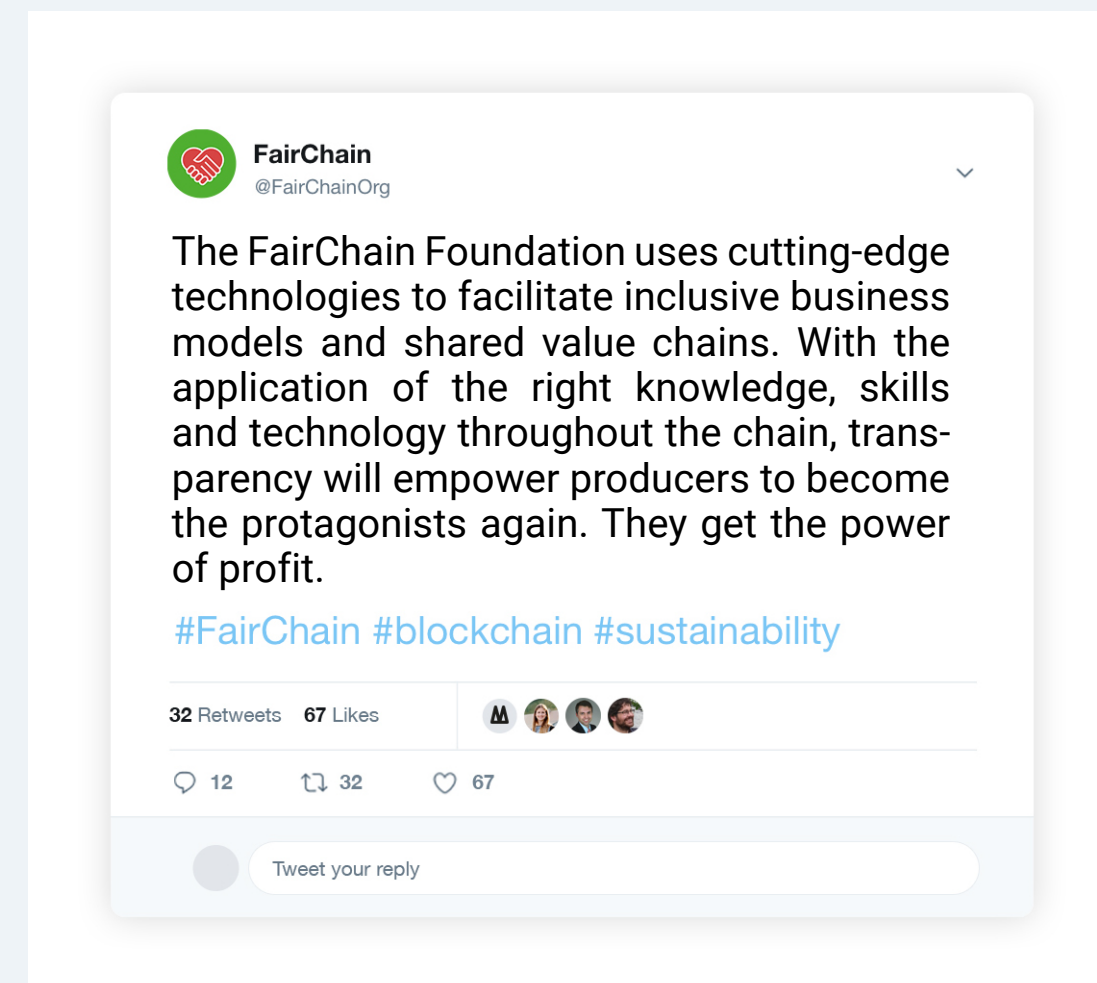 FairChain
@FairChainOrg
The FairChain Foundation uses cutting-edge
technologies to facilitate inclusive business
models and shared value chains. With the
application of the right knowledge, skills
and technology throughout the chain, trans-
parency will empower producers to become
the protagonists again. They get the power
of profit.
#FairChain #blockchain #sustainability
32 Retweets 67 Likes
12 32 67
Tweet your reply